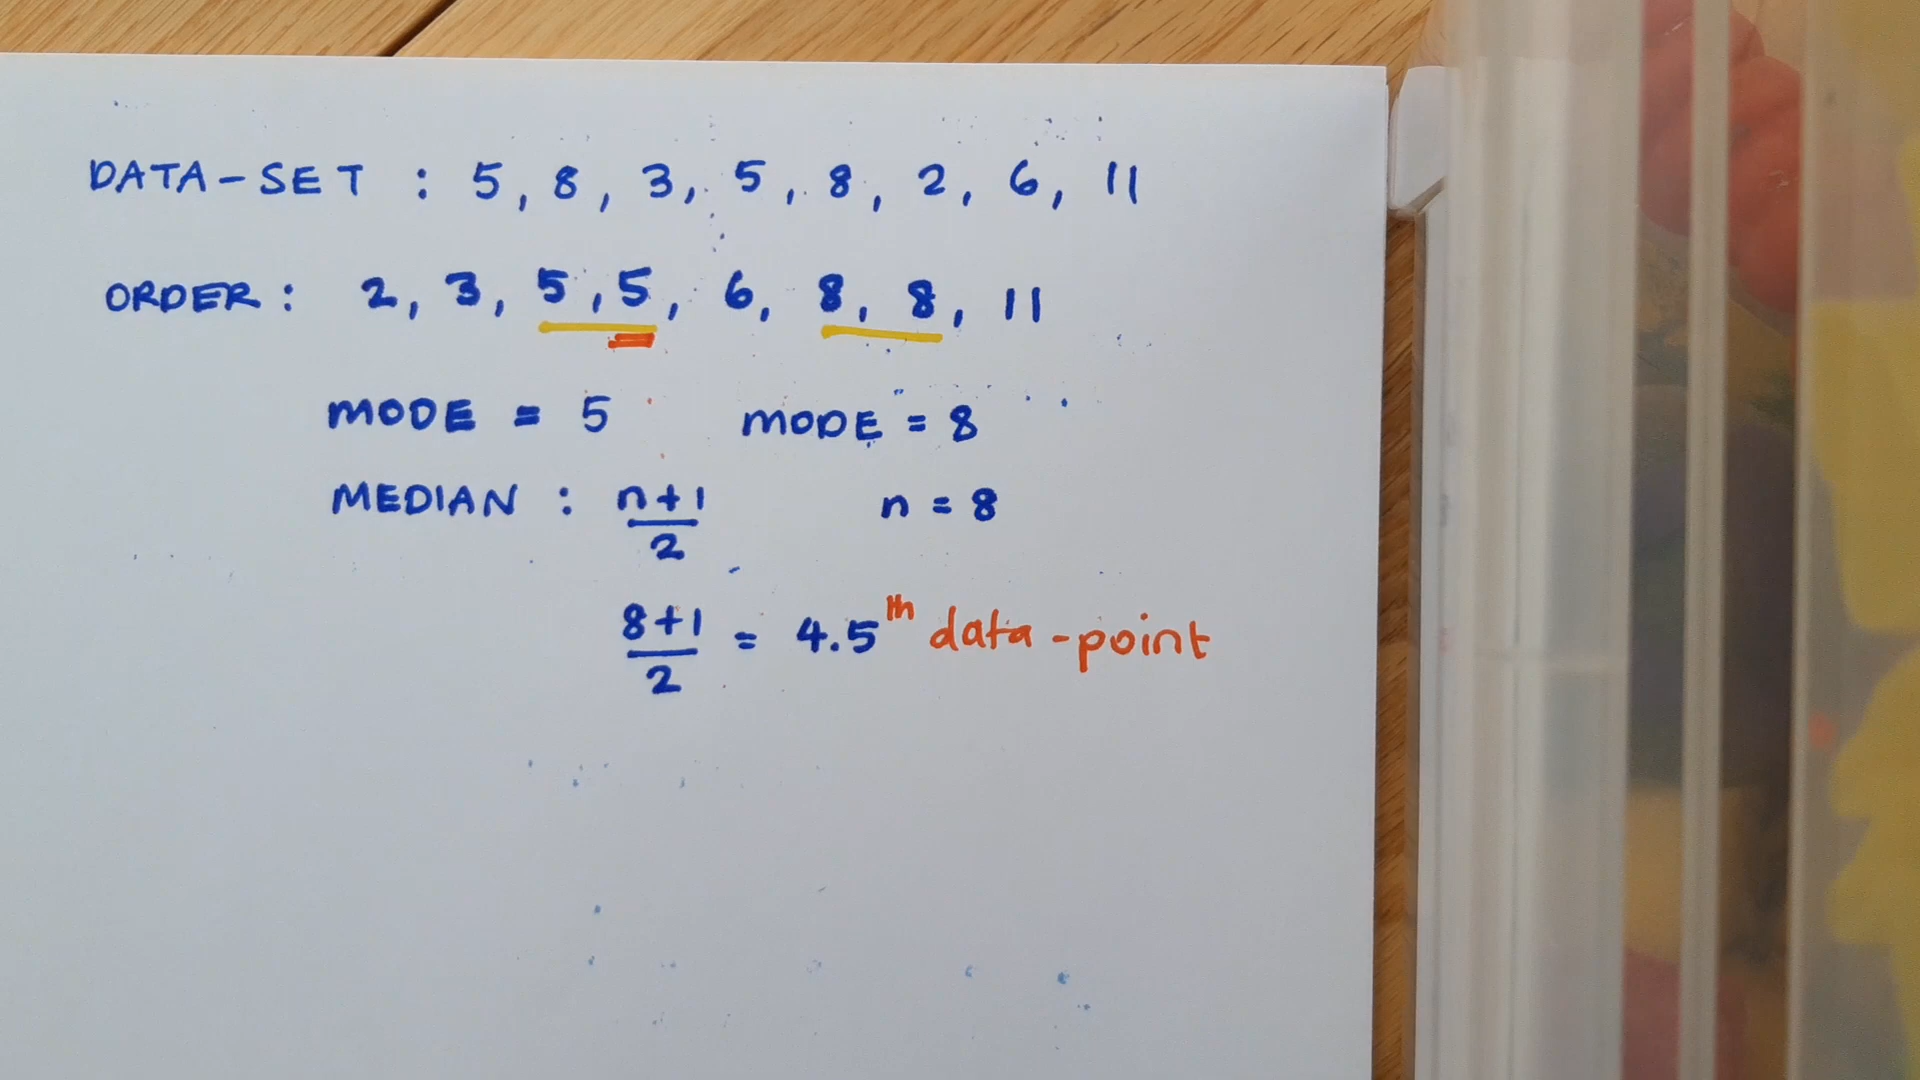 DATA-SET : 5, 8, 3, 5, 8, 2, 6, 11
ORDER: 2, 3, 5, 5, 6, 8, 8, 11
MODE = 5 MODE = 8
MEDIAN : n+1/2 n = 8
8+1/2 = 4.5th data-point